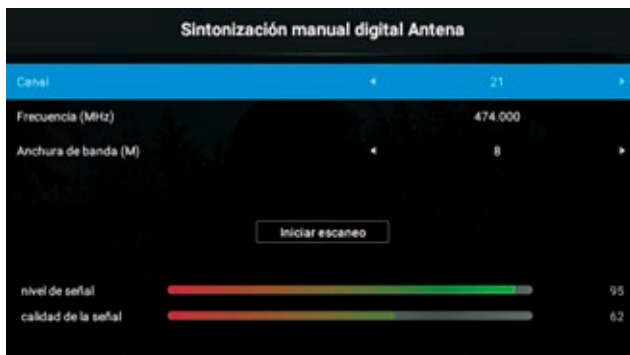 Sintonización manual digital Antena
Canal 21
Frecuencia (MHz) 474.000
Anchura de banda (M) 8
Iniciar escaneo
nivel de señal 95
calidad de la señal 62